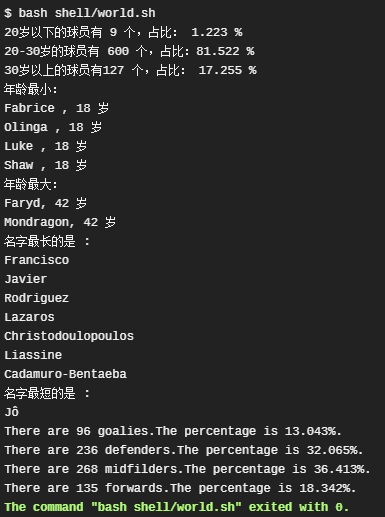 $ bash shell/world.sh
20岁以下的球员有 9 个，占比： 1.223 %
20-30岁的球员有 600 个，占比：81.522 %
30岁以上的球员有127 个，占比： 17.255 %
年龄最小：
Fabrice , 18 岁
Olinga , 18 岁
Luke , 18 岁
Shaw , 18 岁
年龄最大：
Faryd, 42 岁
Mondragon, 42 岁
名字最长的是 :
Francisco
Javier
Rodriguez
Lazaros
Christodoulopoulos
Liassine
Cadamuro-Bentaeba
名字最短的是 :
Jô
There are 96 goalies.The percentage is 13.043%.
There are 236 defenders.The percentage is 32.065%.
There are 268 midfilders.The percentage is 36.413%.
There are 135 forwards.The percentage is 18.342%.
The command "bash shell/world.sh" exited with 0.